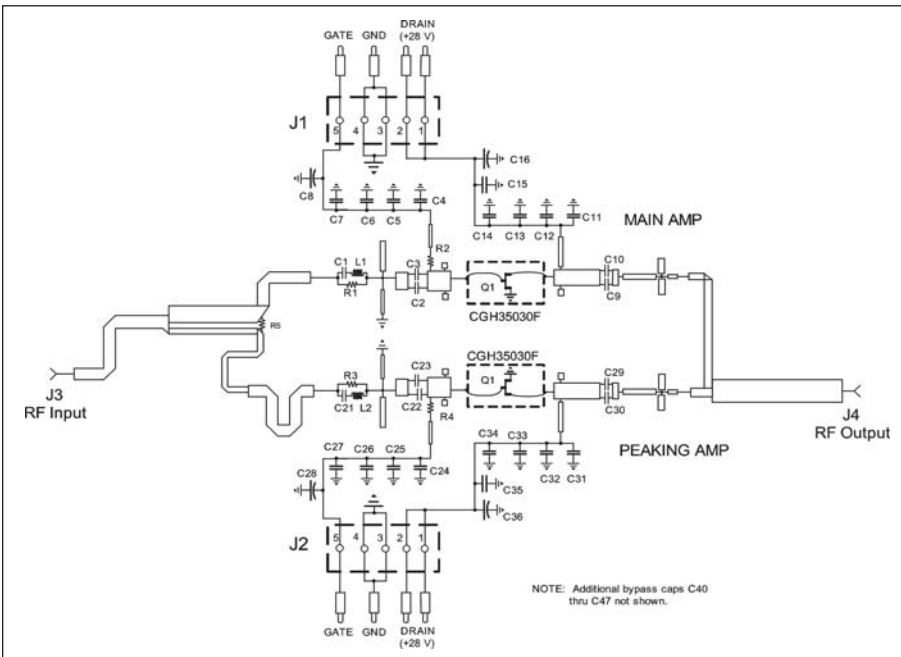 DRAIN
GATE GND (+28 V)
J1
5 4 3 2 1
C16
C15
C8
C7 C6 C5 C4
C14 C13 C12 C11
MAIN AMP
R2
C1 L1
C3
C10
R1
C2
Q1
C9
CGH35030F
R5
J3
RF Input
CGH35030F
R3
C23
Q1
C29
C21 L2
C22
R4
C30
J4
RF Output
C34 C33
PEAKING AMP
C27 C26 C25 C24
C28
C32 C31
C35
C36
J2
5 4 3 2 1
NOTE: Additional bypass caps C40
thru C47 not shown.
GATE GND DRAIN
(+28 V)